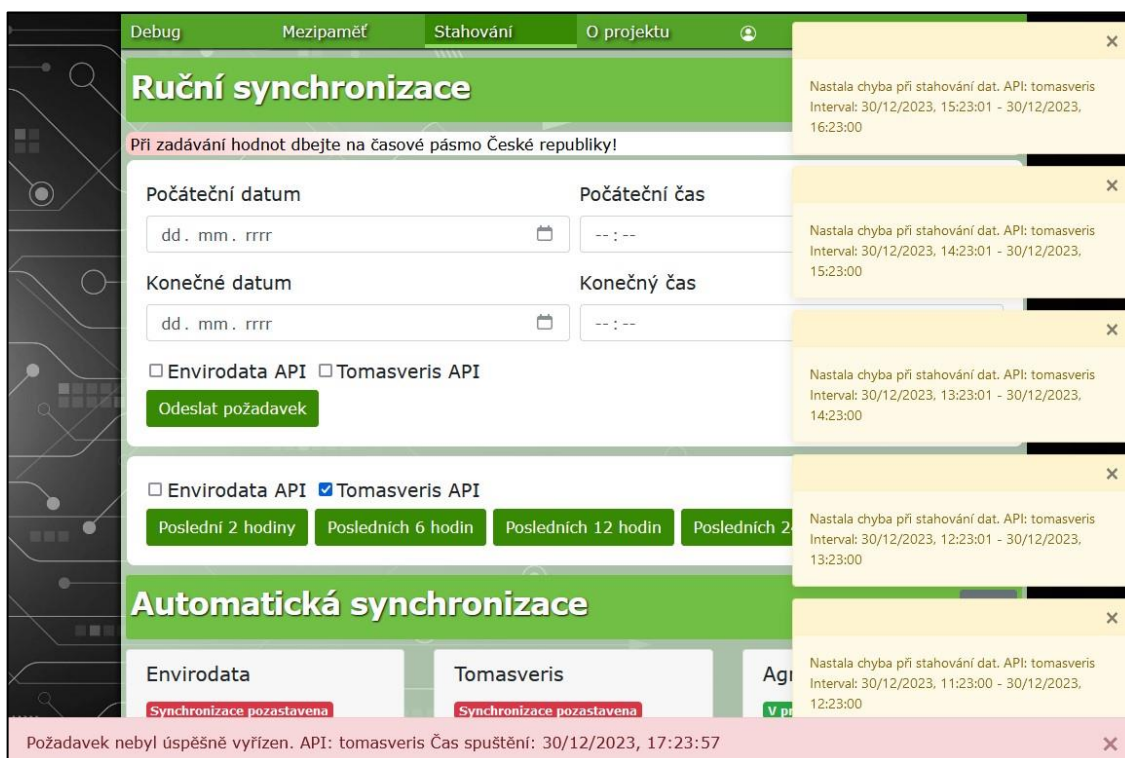 Debug Mezipaměť Stahování O projektu
Ruční synchronizace
Při zadávání hodnot dbejte na časové pásmo České republiky!
Počáteční datum Počáteční čas
dd. mm. rrrr --:--
Konečné datum Konečný čas
dd. mm. rrrr --:--
Envirodata API Tomasveris API
Odeslat požadavek
Envirodata API Tomasveris API
Poslední 2 hodiny Posledních 6 hodin Posledních 12 hodin Posledních
Automatická synchronizace
Envirodata Tomasveris
Synchronizace pozastavena Synchronizace pozastavena
Nastala chyba při stahování dat. API: tomasveris
Interval: 30/12/2023, 15:23:01 - 30/12/2023,
16:23:00
Nastala chyba při stahování dat. API: tomasveris
Interval: 30/12/2023, 14:23:01 - 30/12/2023,
15:23:00
Nastala chyba při stahování dat. API: tomasveris
Interval: 30/12/2023, 13:23:01 - 30/12/2023,
14:23:00
Nastala chyba při stahování dat. API: tomasveris
Interval: 30/12/2023, 12:23:01 - 30/12/2023,
13:23:00
Nastala chyba při stahování dat. API: tomasveris
Interval: 30/12/2023, 11:23:00 - 30/12/2023,
12:23:00
Požadavek nebyl úspěšně vyřízen. API: tomasveris Čas spuštění: 30/12/2023, 17:23:57